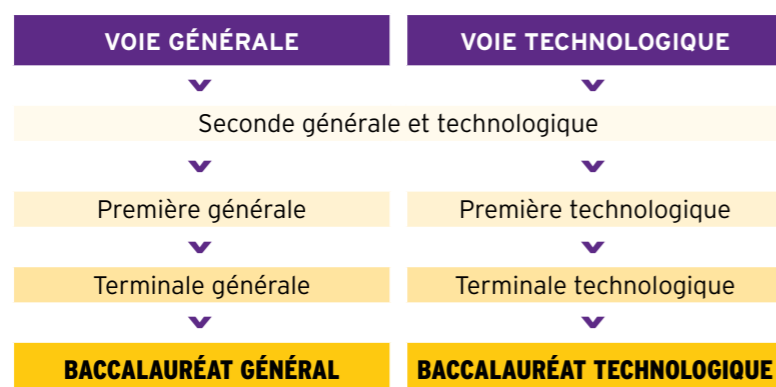 VOIE GÉNÉRALE
VOIE TECHNOLOGIQUE
Seconde générale et technologique
Première générale
Première technologique
Terminale générale
Terminale technologique
BACCALAURÉAT GÉNÉRAL
BACCALAURÉAT TECHNOLOGIQUE